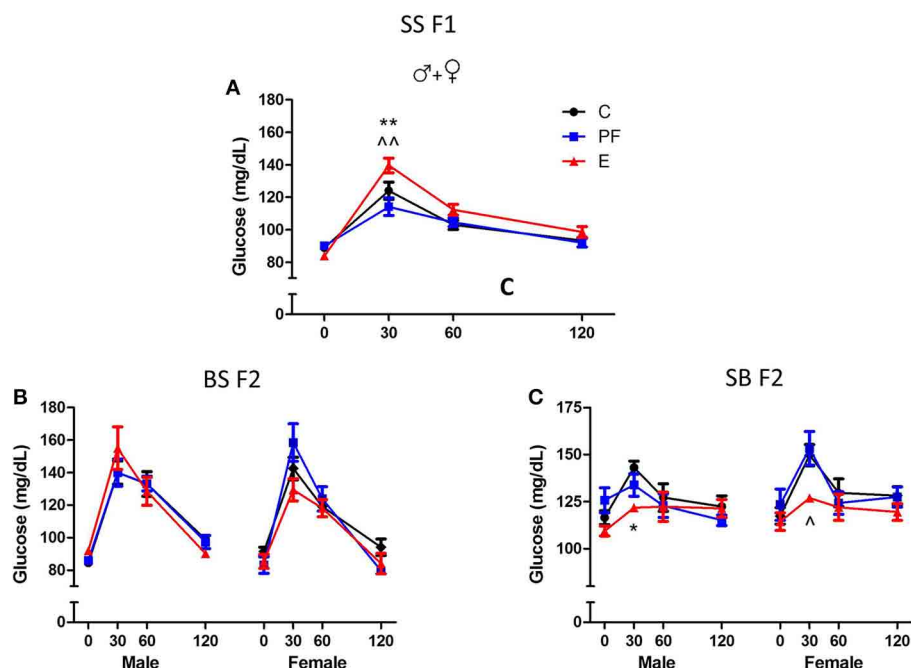 SS F1
♂+♀
A
Glucose (mg/dL)
180
160
140
120
100
80
0
**
^^
C
PF
E
C
0 30 60 120
BS F2
B
Glucose (mg/dL)
180
160
140
120
100
80
0
0 30 60 120 0 30 60 120
Male Female
SB F2
C
Glucose (mg/dL)
175
150
125
100
0
*
^
0 30 60 120 0 30 60 120
Male Female